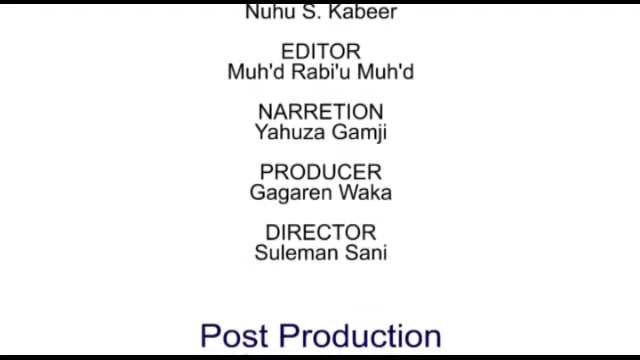 Nuhu S. Kabeer
EDITOR
Muh'd Rabi'u Muh'd
NARRETION
Yahuza Gamji
PRODUCER
Gagaren Waka
DIRECTOR
Suleman Sani
Post Production